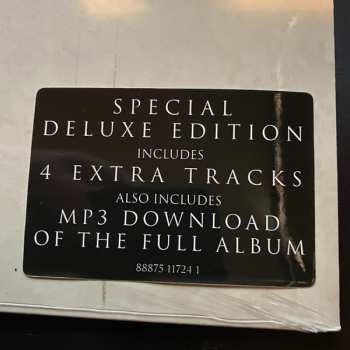 SPECIAL
DELUXE EDITION
INCLUDES
4 EXTRA TRACKS
ALSO INCLUDES
MP3 DOWNLOAD
OF THE FULL ALBUM
88875 11724 1